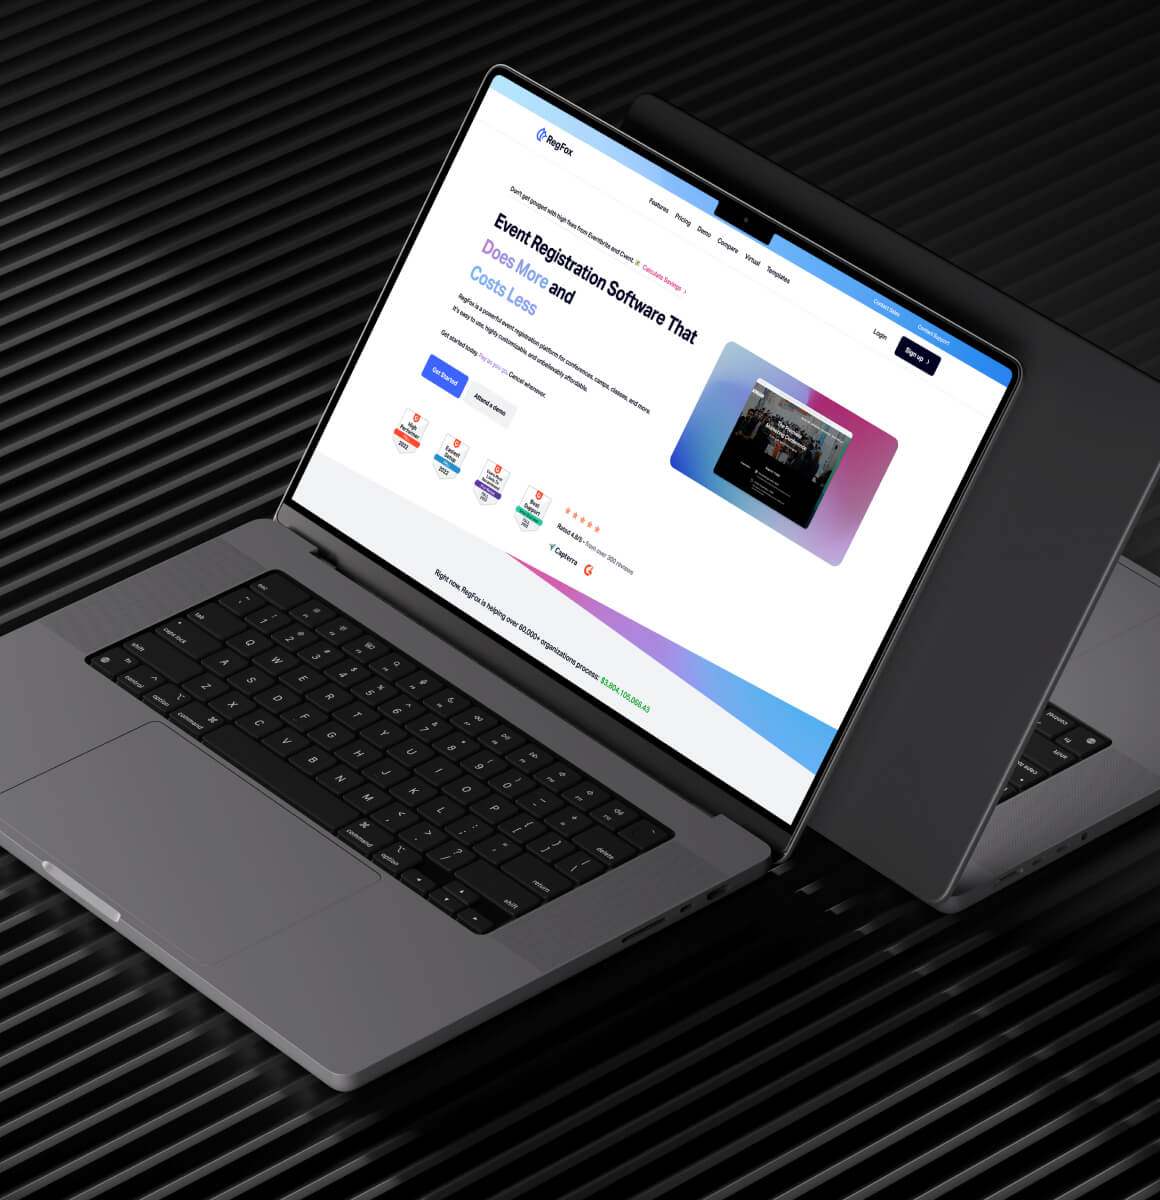 Contact Sales Contact Support
RegFox
Features Pricing Demo Compare Virtual Templates
Login Sign up
Don't get gouged with high fees from Eventbrite and Cvent. Calculate Savings
Event Registration Software That
Does More and
Costs Less
RegFox is a powerful event registration platform for conferences, camps, classes, and more.
It's easy to use, highly customizable, and unbelievably affordable.
Get started today. Pay as you go. Cancel whenever.
Get Started Attend a demo
High
Performer
2022
Easiest
Setup
2022
Best
Support
Rated 4.8/5 - from over 500 reviews
Capterra
Right now, RegFox is helping over 60,000+ organizations process: $3,804,105,068.43
esc
tab
Q W E R T Y U I O P
caps lock
A S D F G H J K L
return
shift
Z X C V B N M
shift
fn control option command
command option
delete